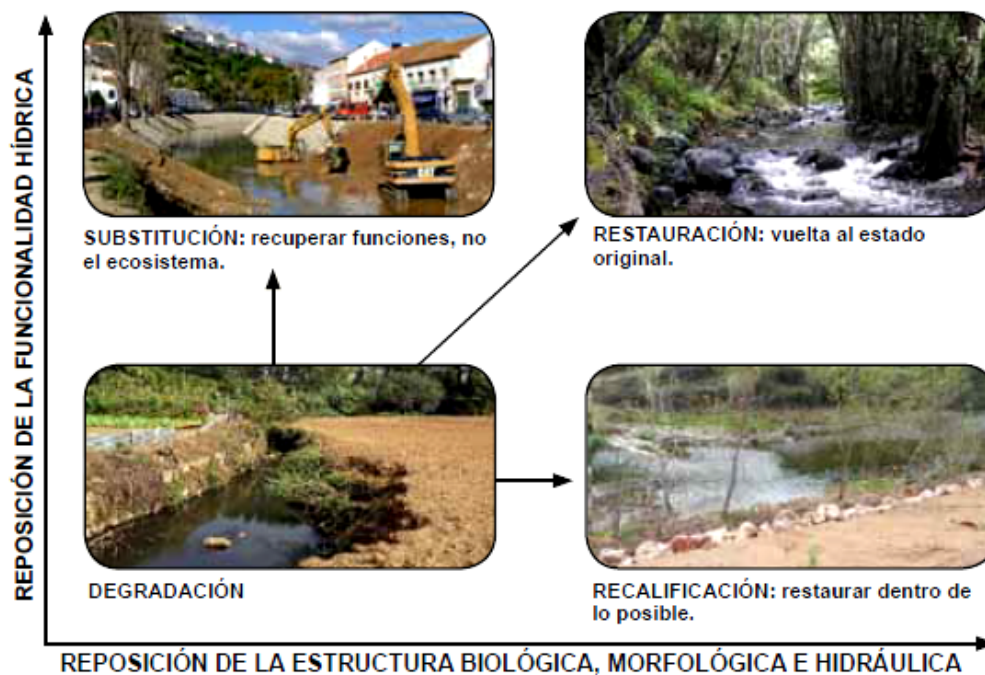 REPOSICIÓN DE LA FUNCIONALIDAD HÍDRICA
SUBSTITUCIÓN: recuperar funciones, no
el ecosistema.
RESTAURACIÓN: vuelta al estado
original.
DEGRADACIÓN
RECALIFICACIÓN: restaurar dentro de
lo posible.
REPOSICIÓN DE LA ESTRUCTURA BIOLÓGICA, MORFOLÓGICA E HIDRÁULICA